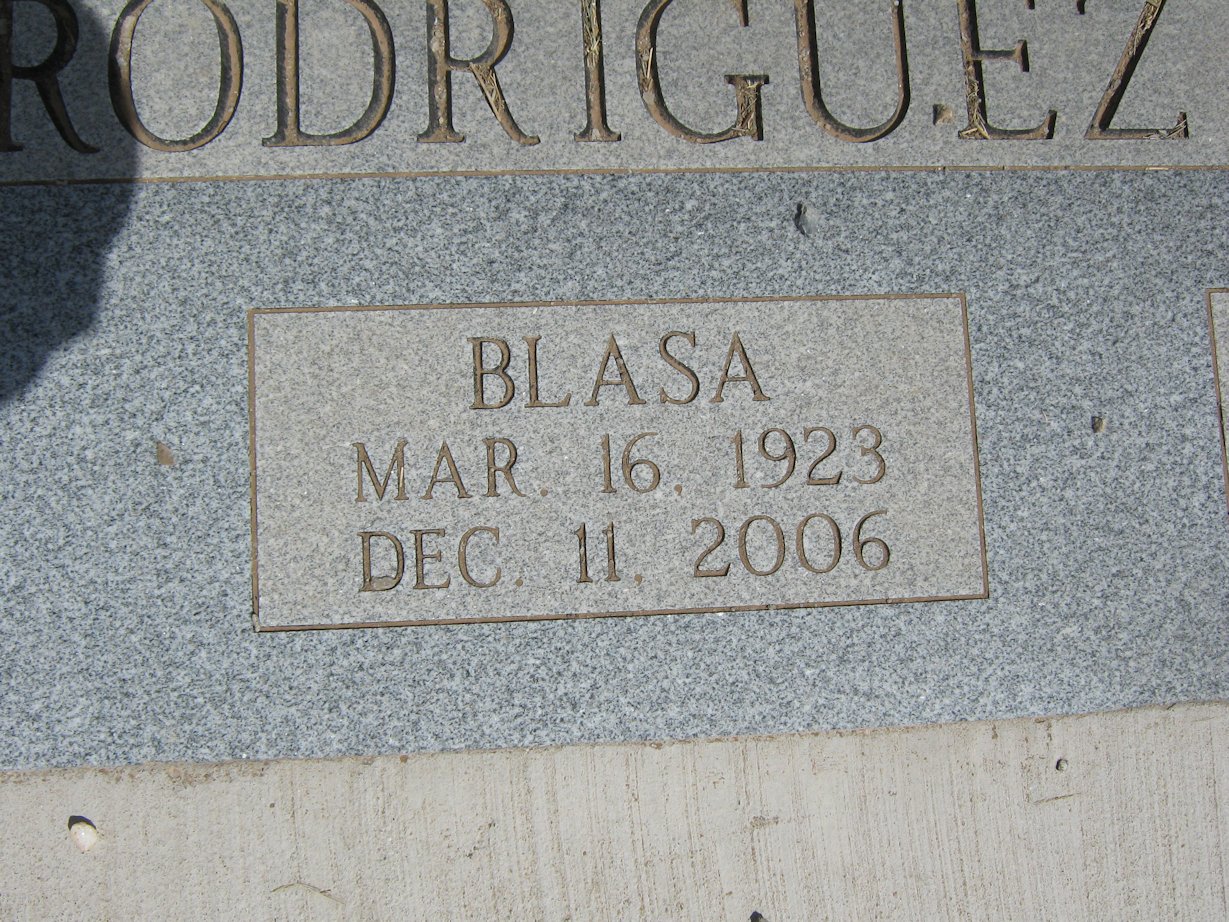 RODRIGUEZ
BLASA
MAR. 16, 1923
DEC. 11, 2006